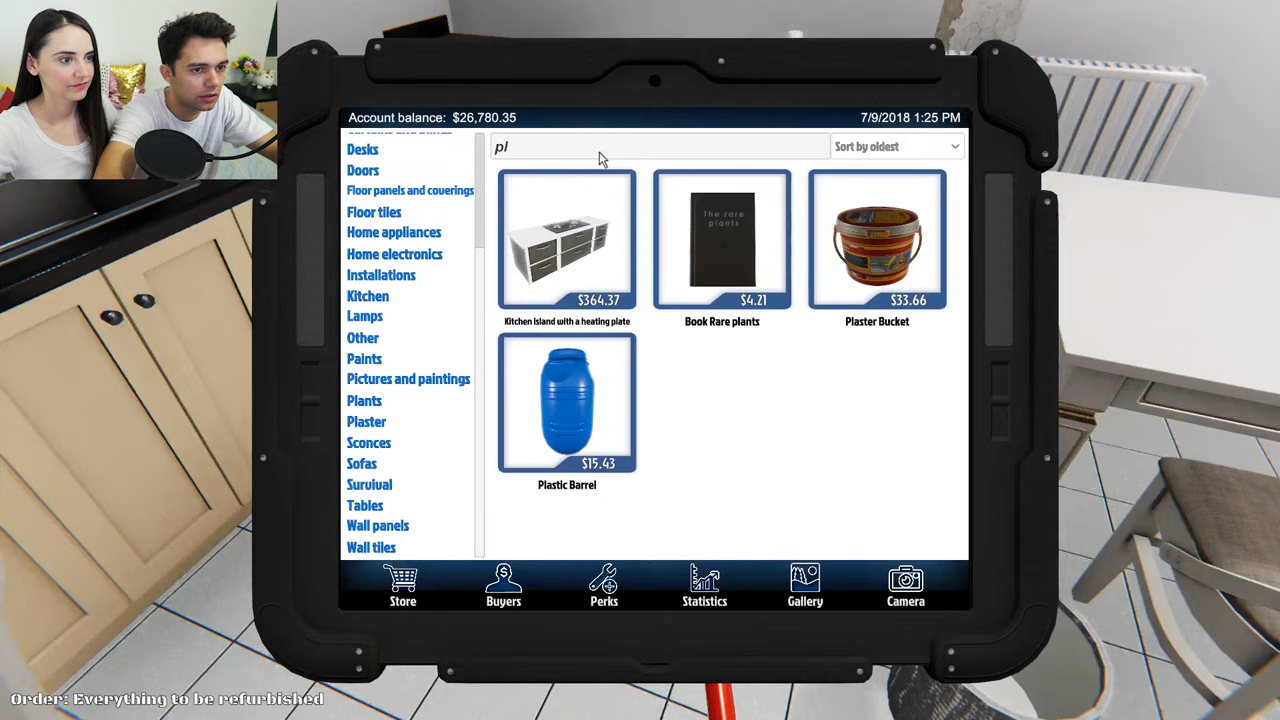 Account balance: $26,780.35
7/9/2018 1:25 PM
Desks
Doors
Floor panels and coverings
Floor tiles
Home appliances
Home electronics
Installations
Kitchen
Lamps
Other
Paints
Pictures and paintings
Plants
Plaster
Sconces
Sofas
Survival
Tables
Wall panels
Wall tiles
pl
Sort by oldest
$364.37
Kitchen island with a heating plate
The rare
plants
$4.21
Book Rare plants
$33.66
Plaster Bucket
$15.43
Plastic Barrel
Store
Buyers
Perks
Statistics
Gallery
Camera
Order: Everything to be refurbished